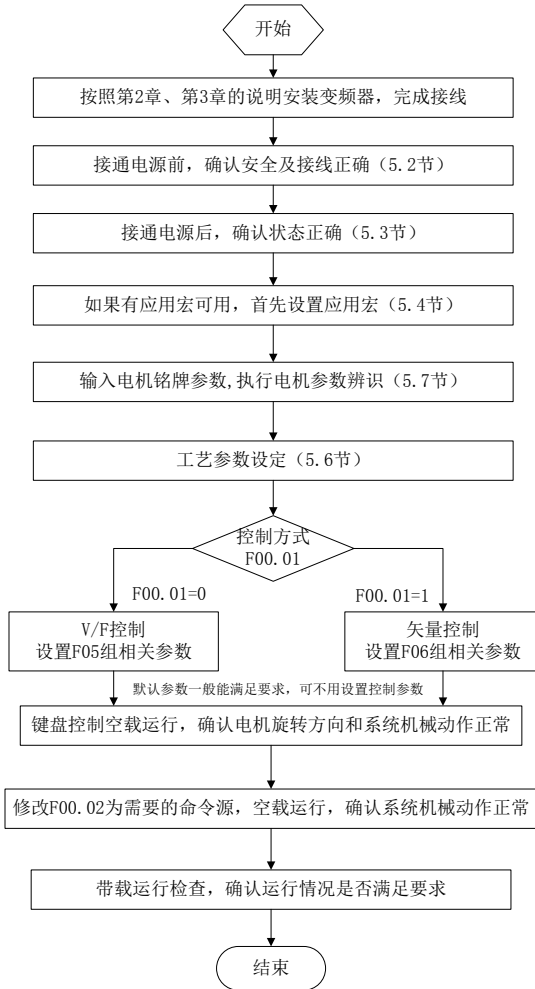 开始
按照第2章、第3章的说明安装变频器，完成接线
接通电源前，确认安全及接线正确（5.2节）
接通电源后，确认状态正确（5.3节）
如果有应用宏可用，首先设置应用宏（5.4节）
输入电机铭牌参数,执行电机参数辨识（5.7节）
工艺参数设定（5.6节）
控制方式
F00.01
F00.01=0
F00.01=1
V/F控制
设置F05组相关参数
矢量控制
设置F06组相关参数
默认参数一般能满足要求，可不用设置控制参数
键盘控制空载运行，确认电机旋转方向和系统机械动作正常
修改F00.02为需要的命令源，空载运行，确认系统机械动作正常
带载运行检查，确认运行情况是否满足要求
结束